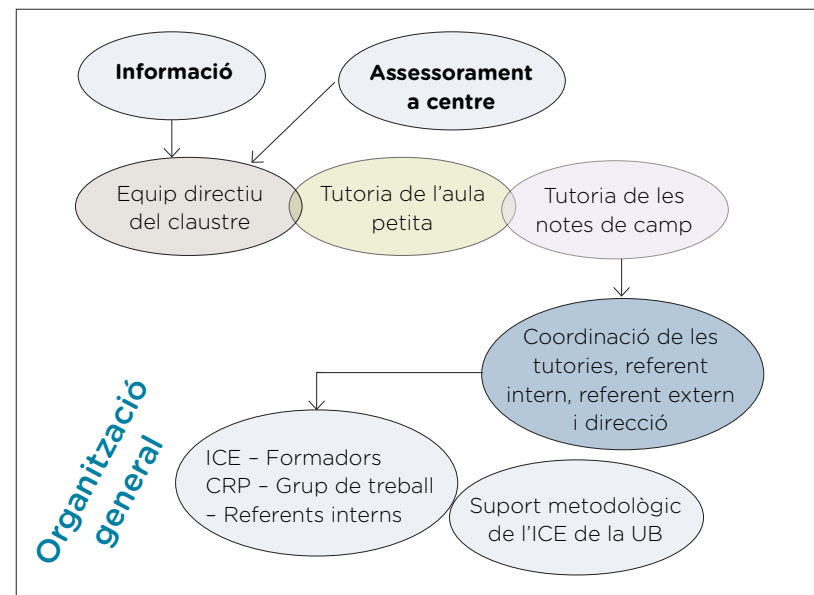 Informació
Assessorament
a centre
Equip directiu
del claustre
Tutoria de l’aula
petita
Tutoria de les
notes de camp
Coordinació de les
tutories, referent
intern, referent extern
i direcció
ICE – Formadors
CRP – Grup de treball
– Referents interns
Suport metodològic
de l’ICE de la UB
Organització
general